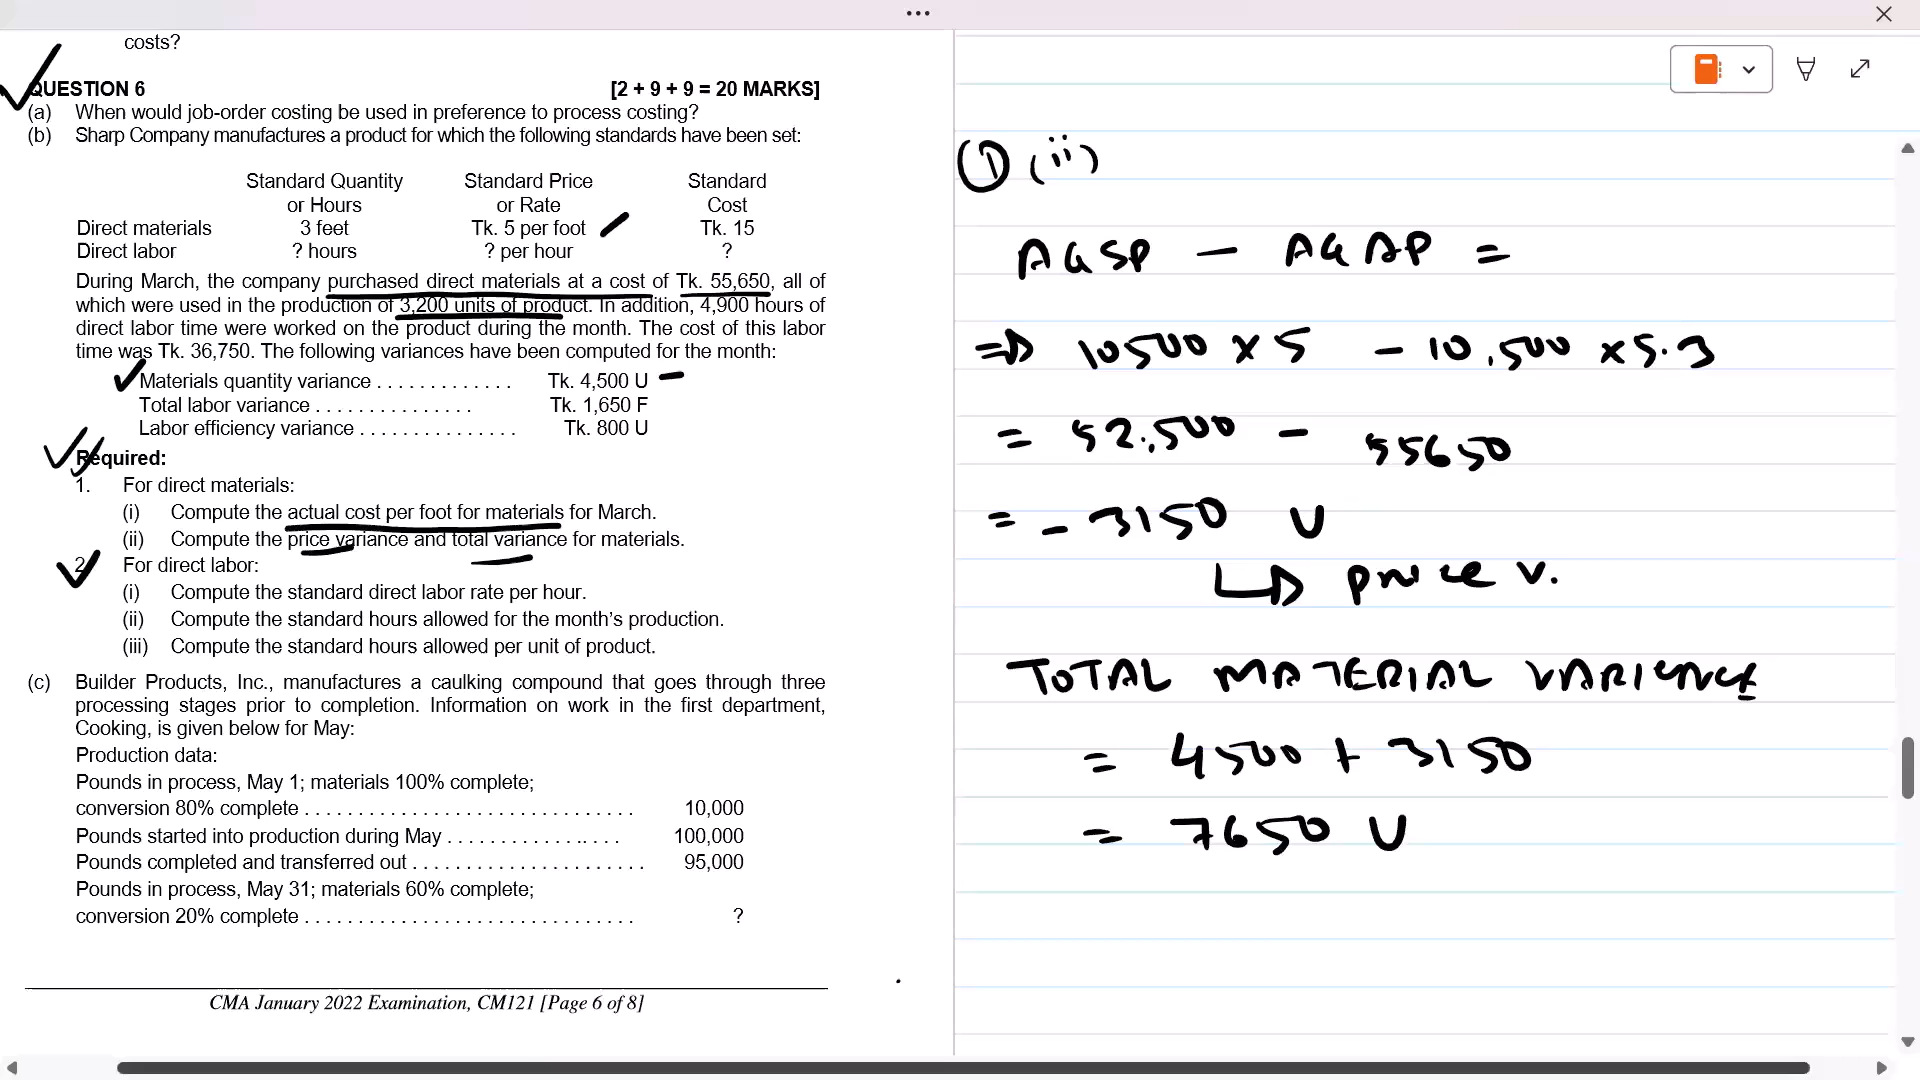 costs?
QUESTION 6 [2 + 9 + 9 = 20 MARKS]
(a) When would job-order costing be used in preference to process costing?
(b) Sharp Company manufactures a product for which the following standards have been set:
Standard Quantity Standard Price Standard
or Hours or Rate Cost
Direct materials 3 feet Tk. 5 per foot Tk. 15
Direct labor ? hours ? per hour ?
During March, the company purchased direct materials at a cost of Tk. 55,650, all of
which were used in the production of 3,200 units of product. In addition, 4,900 hours of
direct labor time were worked on the product during the month. The cost of this labor
time was Tk. 36,750. The following variances have been computed for the month:
Materials quantity variance . . . . . . . . . . . . . Tk. 4,500 U
Total labor variance . . . . . . . . . . . . . . . Tk. 1,650 F
Labor efficiency variance . . . . . . . . . . . . . . . Tk. 800 U
Required:
1. For direct materials:
(i) Compute the actual cost per foot for materials for March.
(ii) Compute the price variance and total variance for materials.
2. For direct labor:
(i) Compute the standard direct labor rate per hour.
(ii) Compute the standard hours allowed for the month's production.
(iii) Compute the standard hours allowed per unit of product.
(c) Builder Products, Inc., manufactures a caulking compound that goes through three
processing stages prior to completion. Information on work in the first department,
Cooking, is given below for May:
Production data:
Pounds in process, May 1; materials 100% complete;
conversion 80% complete . . . . . . . . . . . . . . . . . . . . . . . . . . . . . . 10,000
Pounds started into production during May . . . . . . . . . . . . . .. . . . 100,000
Pounds completed and transferred out . . . . . . . . . . . . . . . . . . . . . 95,000
Pounds in process, May 31; materials 60% complete;
conversion 20% complete . . . . . . . . . . . . . . . . . . . . . . . . . . . . . . ?
CMA January 2022 Examination, CM121 [Page 6 of 8]
① (ii)
AQSP - AQAP =
⇒ 10500 × 5 - 10,500 × 5.3
= 52,500 - 55650
= - 3150 U
↳ price v.
TOTAL MATERIAL VARIENCE
= 4500 + 3150
= 7650 U